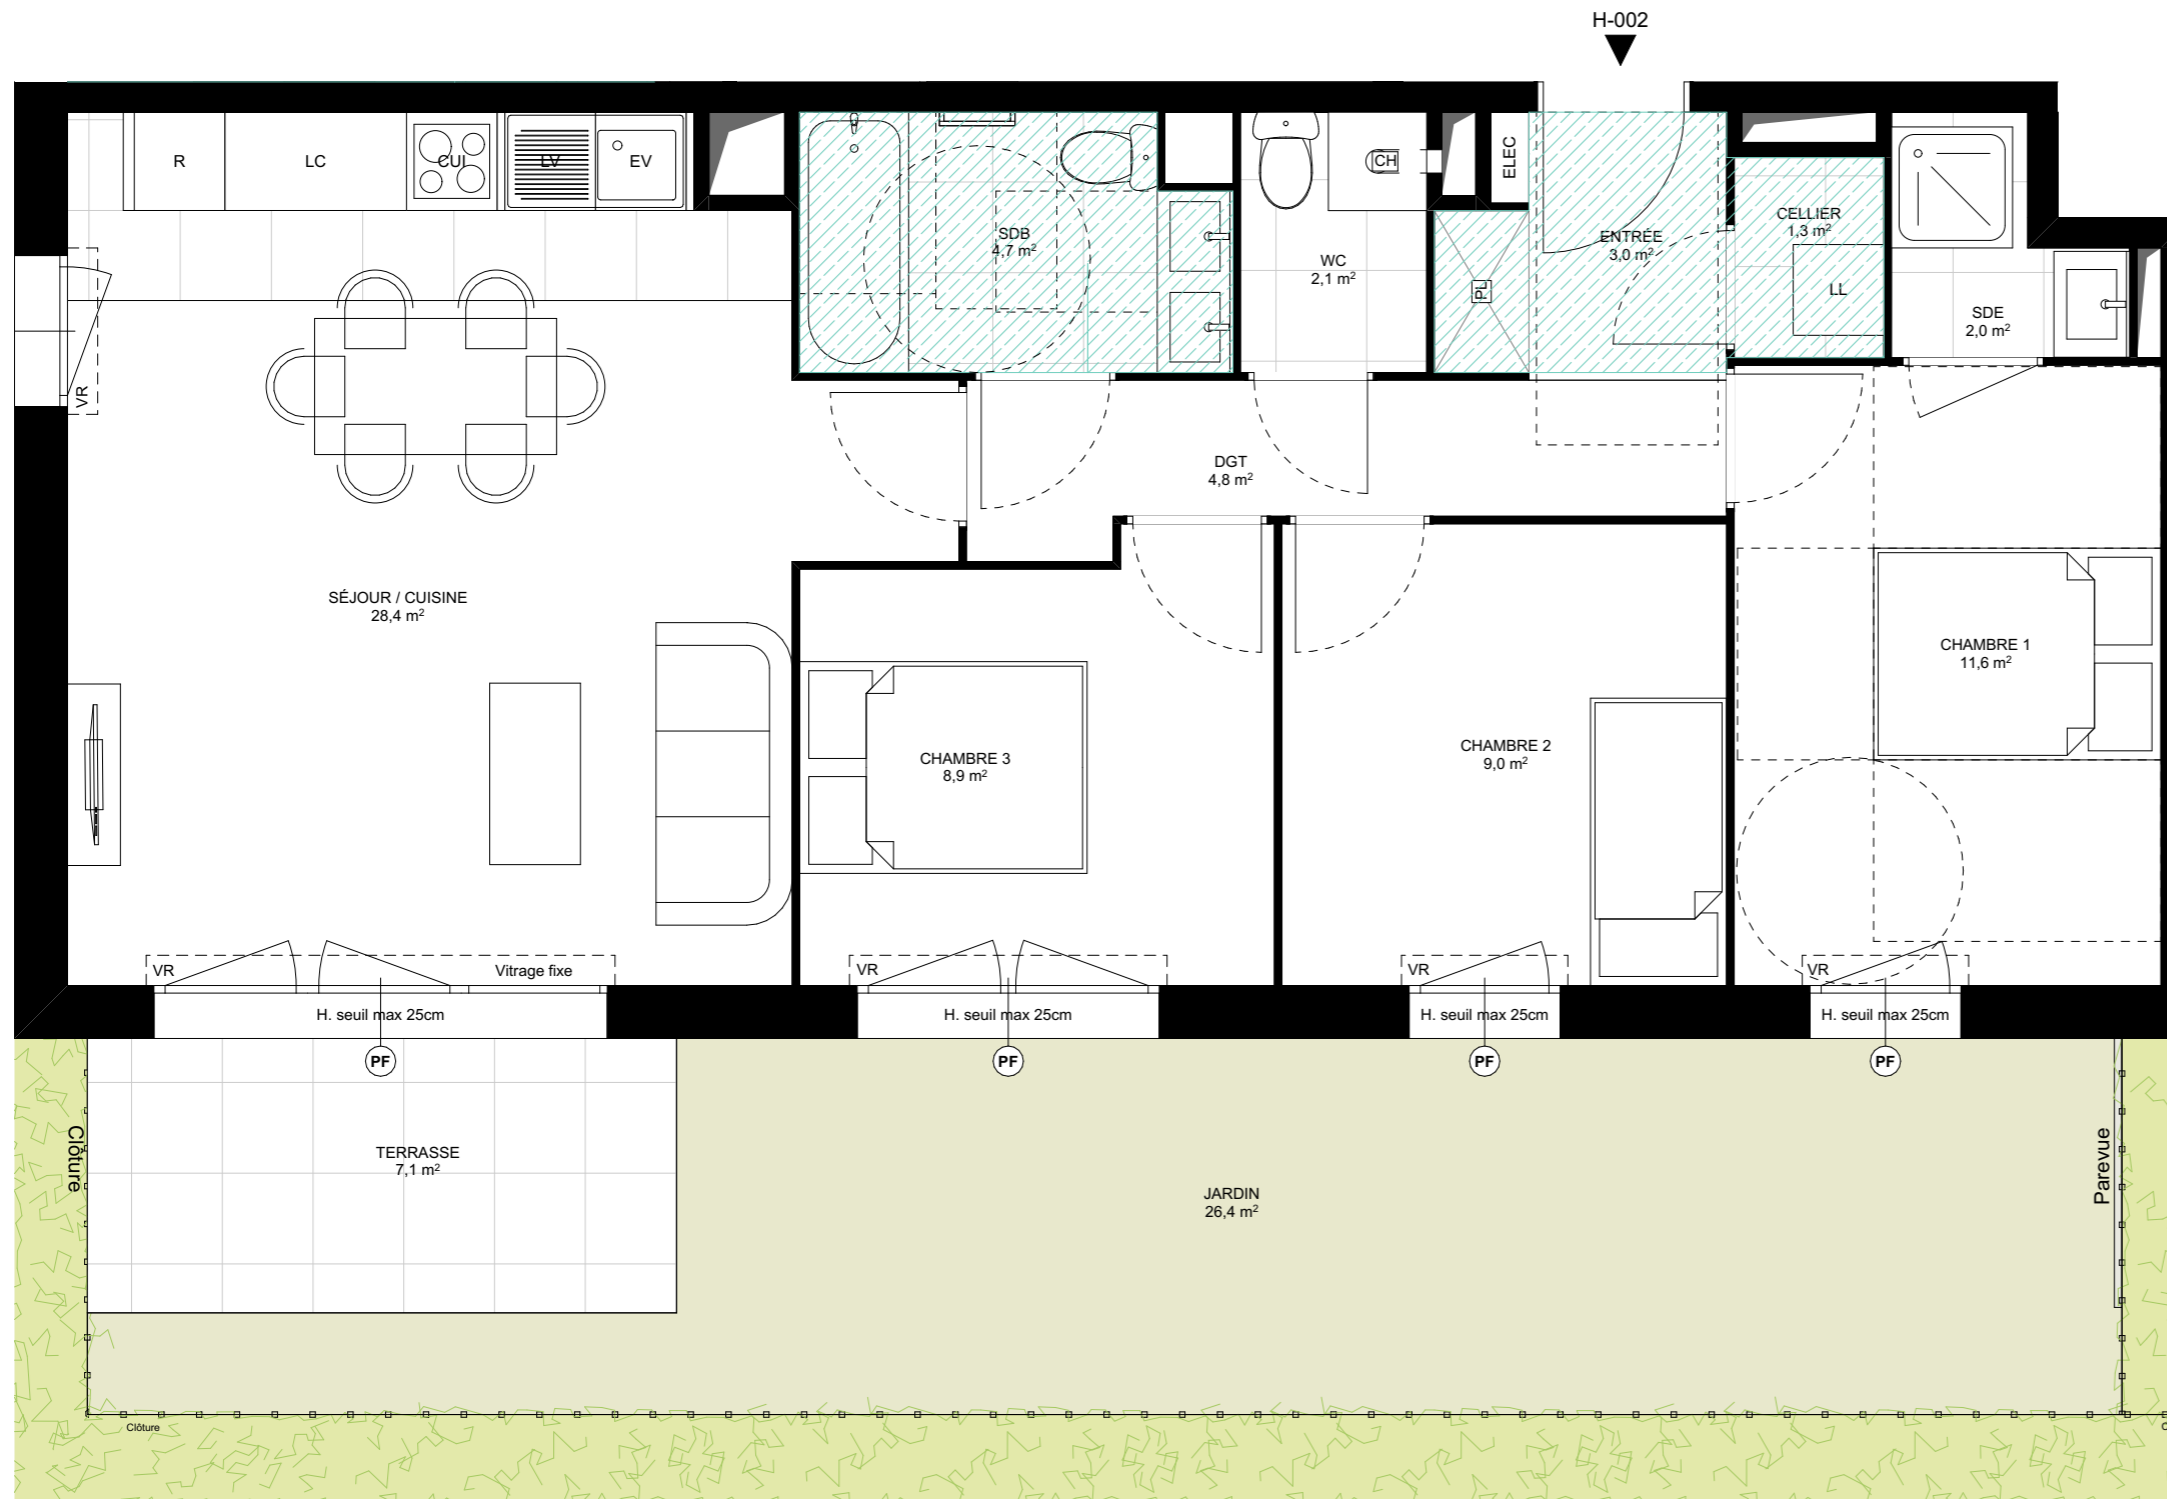 H-002
R
LC
CUI
LV
EV
SDB
4,7 m²
WC
2,1 m²
CH
ELEC
PL
ENTRÉE
3,0 m²
CELLIER
1,3 m²
LL
SDE
2,0 m²
VR
DGT
4,8 m²
SÉJOUR / CUISINE
28,4 m²
CHAMBRE 3
8,9 m²
CHAMBRE 2
9,0 m²
CHAMBRE 1
11,6 m²
VR
Vitrage fixe
VR
VR
VR
H. seuil max 25cm
H. seuil max 25cm
H. seuil max 25cm
H. seuil max 25cm
PF
PF
PF
PF
Clôture
TERRASSE
7,1 m²
JARDIN
26,4 m²
Parevue
Clôture